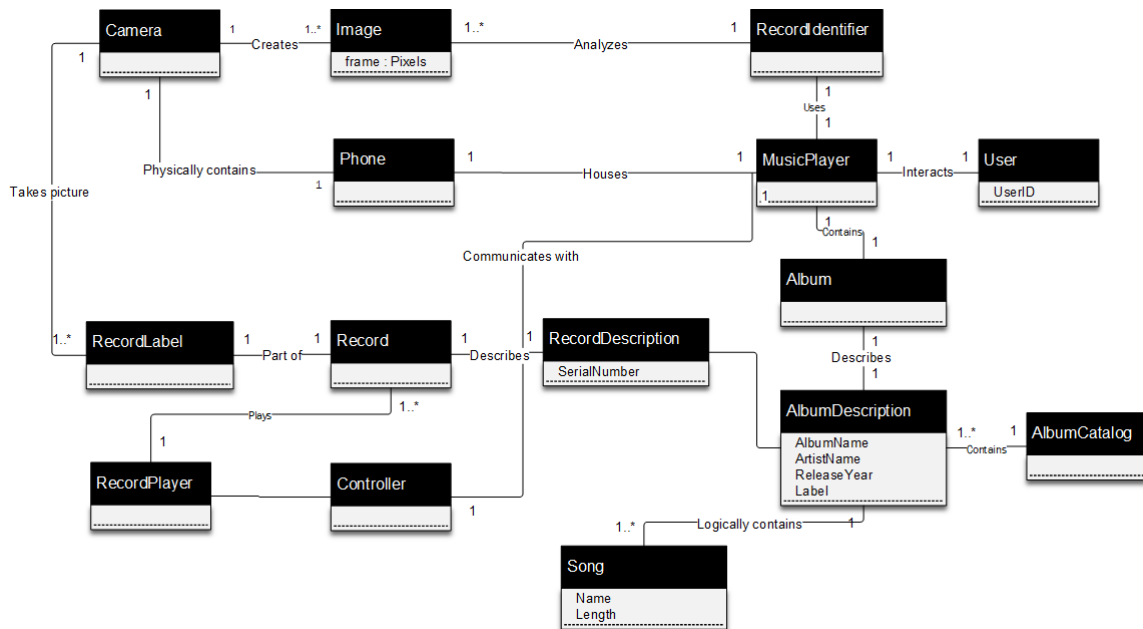 Camera
1
Creates
1..*
Image
frame : Pixels
1..*
Analyzes
1
RecordIdentifier
1
1
1
Uses
1
Physically contains
1
Phone
1
Houses
1
MusicPlayer
.1
1
Interacts
1
User
UserID
Takes picture
1
Contains
1
Communicates with
Album
1..*
RecordLabel
1
Part of
1
Record
1
Describes
1
RecordDescription
SerialNumber
1
Describes
1
1..*
Plays
1
AlbumDescription
AlbumName
ArtistName
ReleaseYear
Label
1..*
Contains
1
AlbumCatalog
RecordPlayer
Controller
1
1..*
Logically contains
1
Song
Name
Length